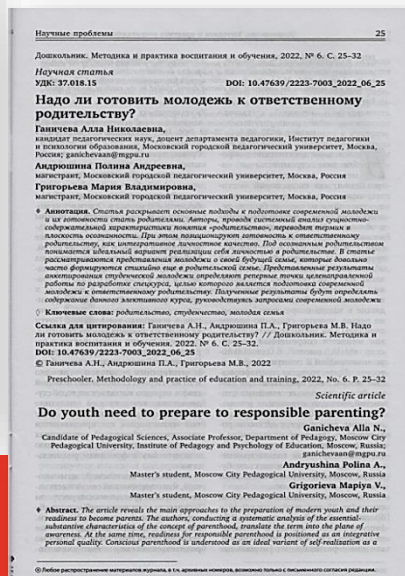 Научные проблемы 25
Дошкольник. Методика и практика воспитания и обучения, 2022, № 6. С. 25–32
Научная статья
УДК: 37.018.15 DOI: 10.47639/2223-7003_2022_06_25
Надо ли готовить молодежь к ответственному
родительству?
Ганичева Алла Николаевна,
кандидат педагогических наук, доцент департамента педагогики, Институт педагогики
и психологии образования, Московский городской педагогический университет, Москва,
Россия; ganichevaan@mgpu.ru
Андрюшина Полина Андреевна,
магистрант, Московский городской педагогический университет, Москва, Россия
Григорьева Мария Владимировна,
магистрант, Московский городской педагогический университет, Москва, Россия
♦ Аннотация. Статья раскрывает основные подходы к подготовке современной молодежи
и их готовности стать родителями. Авторы, проводя системный анализ сущностно-
содержательной характеристики понятия «родительство», переводят термин в
плоскость осознанности. При этом позиционируют готовность к ответственному
родительству, как интегративное личностное качество. Под осознанным родительством
понимается идеальный вариант реализации себя личностью в родительстве. В статье
рассматриваются представления молодежи о своей будущей семье, которые довольно
часто формируются стихийно еще в родительской семье. Представленные результаты
анкетирования студенческой молодежи определяют реперные точки целенаправленной
работы по разработке спецкурса, целью которого является подготовка современной
молодежи к ответственному родительству. Полученные результаты будут определять
содержание данного элективного курса, руководствуясь запросами современной молодежи
◊ Ключевые слова: родительство, студенчество, молодая семья
Ссылка для цитирования: Ганичева А.Н., Андрюшина П.А., Григорьева М.В. Надо
ли готовить молодежь к ответственному родительству? // Дошкольник. Методика и
практика воспитания и обучения. 2022. № 6. С. 25–32.
DOI: 10.47639/2223-7003_2022_06_25
© Ганичева А.Н., Андрюшина П.А., Григорьева М.В., 2022
Preschooler. Methodology and practice of education and training, 2022, No. 6. P. 25–32
Scientific article
Do youth need to prepare to responsible parenting?
Ganicheva Alla N.,
Candidate of Pedagogical Sciences, Associate Professor, Department of Pedagogy, Moscow City
Pedagogical University, Institute of Pedagogy and Psychology of Education, Moscow, Russia;
ganichevaan@mgpu.ru
Andryushina Polina A.,
Master's student, Moscow City Pedagogical University, Moscow, Russia
Grigorieva Mapiya V.,
Master's student, Moscow City Pedagogical University, Moscow, Russia
♦ Abstract. The article reveals the main approaches to the preparation of modern youth and their
readiness to become parents. The authors, conducting a systematic analysis of the essential-
substantive characteristics of the concept of parenthood, translate the term into the plane of
awareness. At the same time, readiness for responsible parenthood is positioned as an integrative
personal quality. Conscious parenthood is understood as an ideal variant of self-realization as a
© Любое распространение материалов журнала, в т.ч. архивных номеров, возможно только с письменного согласия редакции.